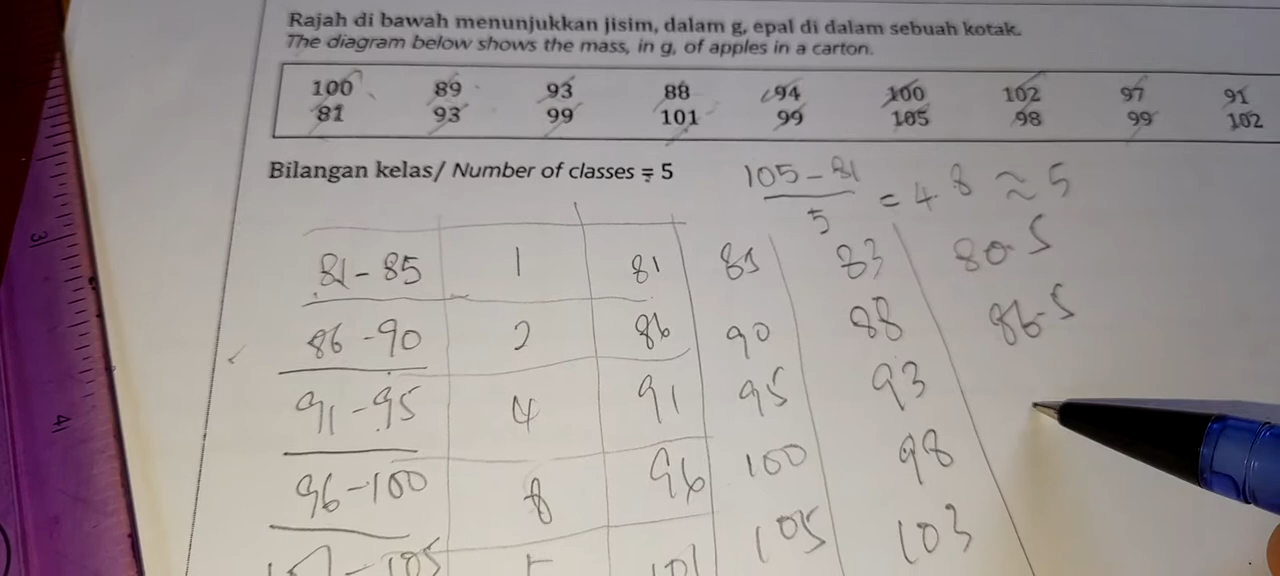 Rajah di bawah menunjukkan jisim, dalam g, epal di dalam sebuah kotak.
The diagram below shows the mass, in g, of apples in a carton.
100 89 93 88 94 100 102 97 91
81 93 99 101 99 105 98 99 102
Bilangan kelas/ Number of classes = 5
105-81
5
= 4.8 ≈ 5
81-85 1 81 85 83 80.5
86-90 2 86 90 88 86.5
91-95 4 91 95 93
96-100 8 96 100 98
105 103
3
4